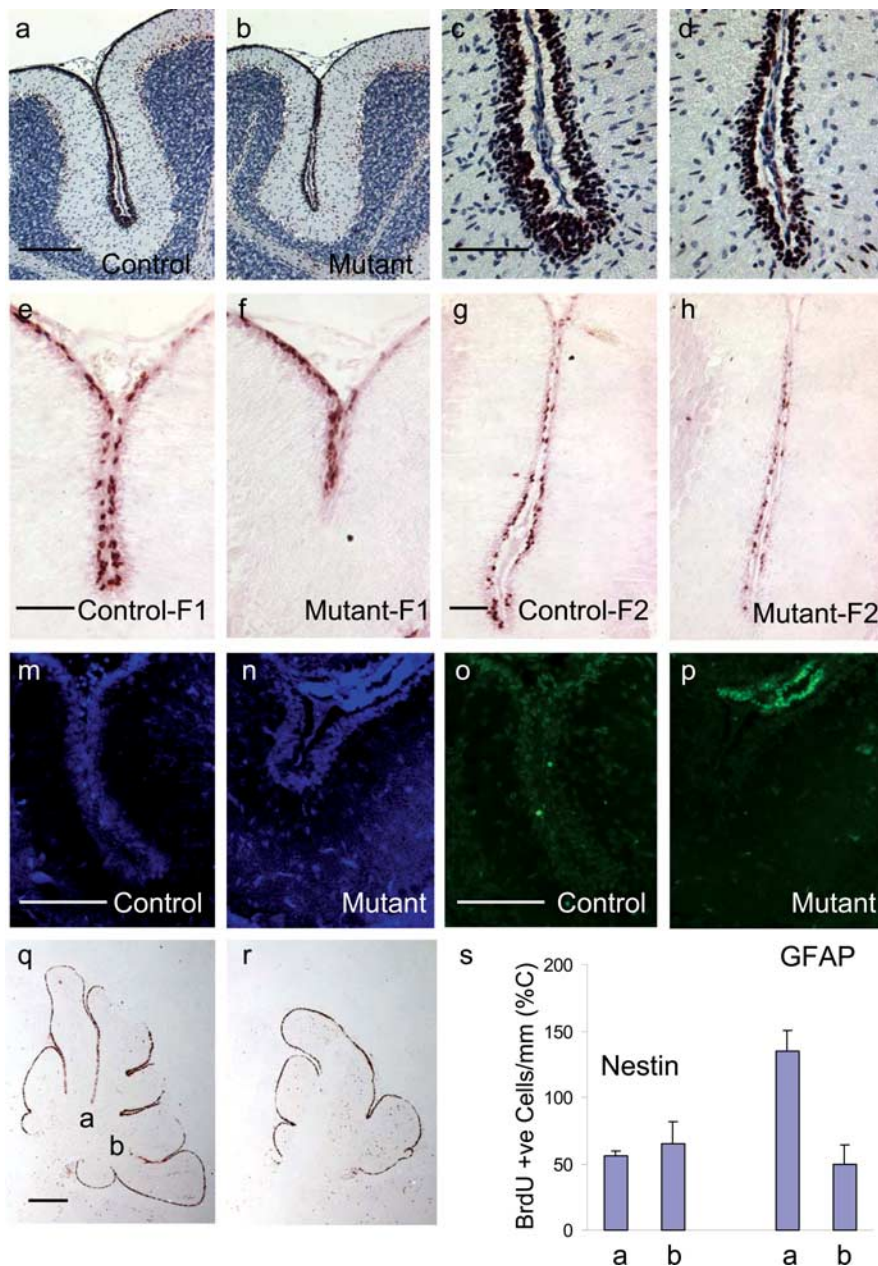 a
b
c
d
Control
Mutant
e
f
g
h
Control-F1
Mutant-F1
Control-F2
Mutant-F2
m
n
o
p
Control
Mutant
Control
Mutant
q
r
s
a
b
GFAP
Nestin
BrdU +ve Cells/mm (%C)
200
150
100
50
0
a
b
a
b